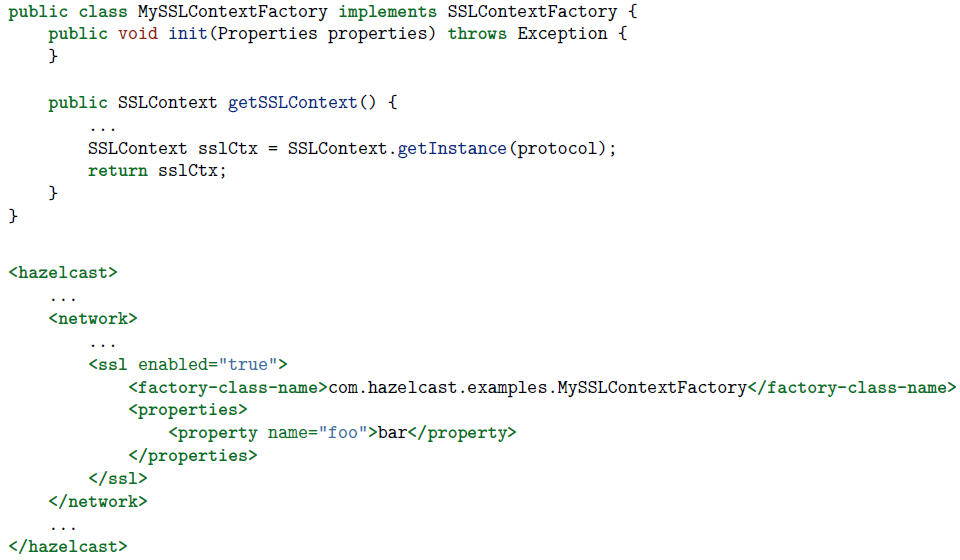 public class MySSLContextFactory implements SSLContextFactory {
    public void init(Properties properties) throws Exception {
    }

    public SSLContext getSSLContext() {
        ...
        SSLContext sslCtx = SSLContext.getInstance(protocol);
        return sslCtx;
    }
}

<hazelcast>
    ...
    <network>
        ...
        <ssl enabled="true">
            <factory-class-name>com.hazelcast.examples.MySSLContextFactory</factory-class-name>
            <properties>
                <property name="foo">bar</property>
            </properties>
        </ssl>
    </network>
    ...
</hazelcast>